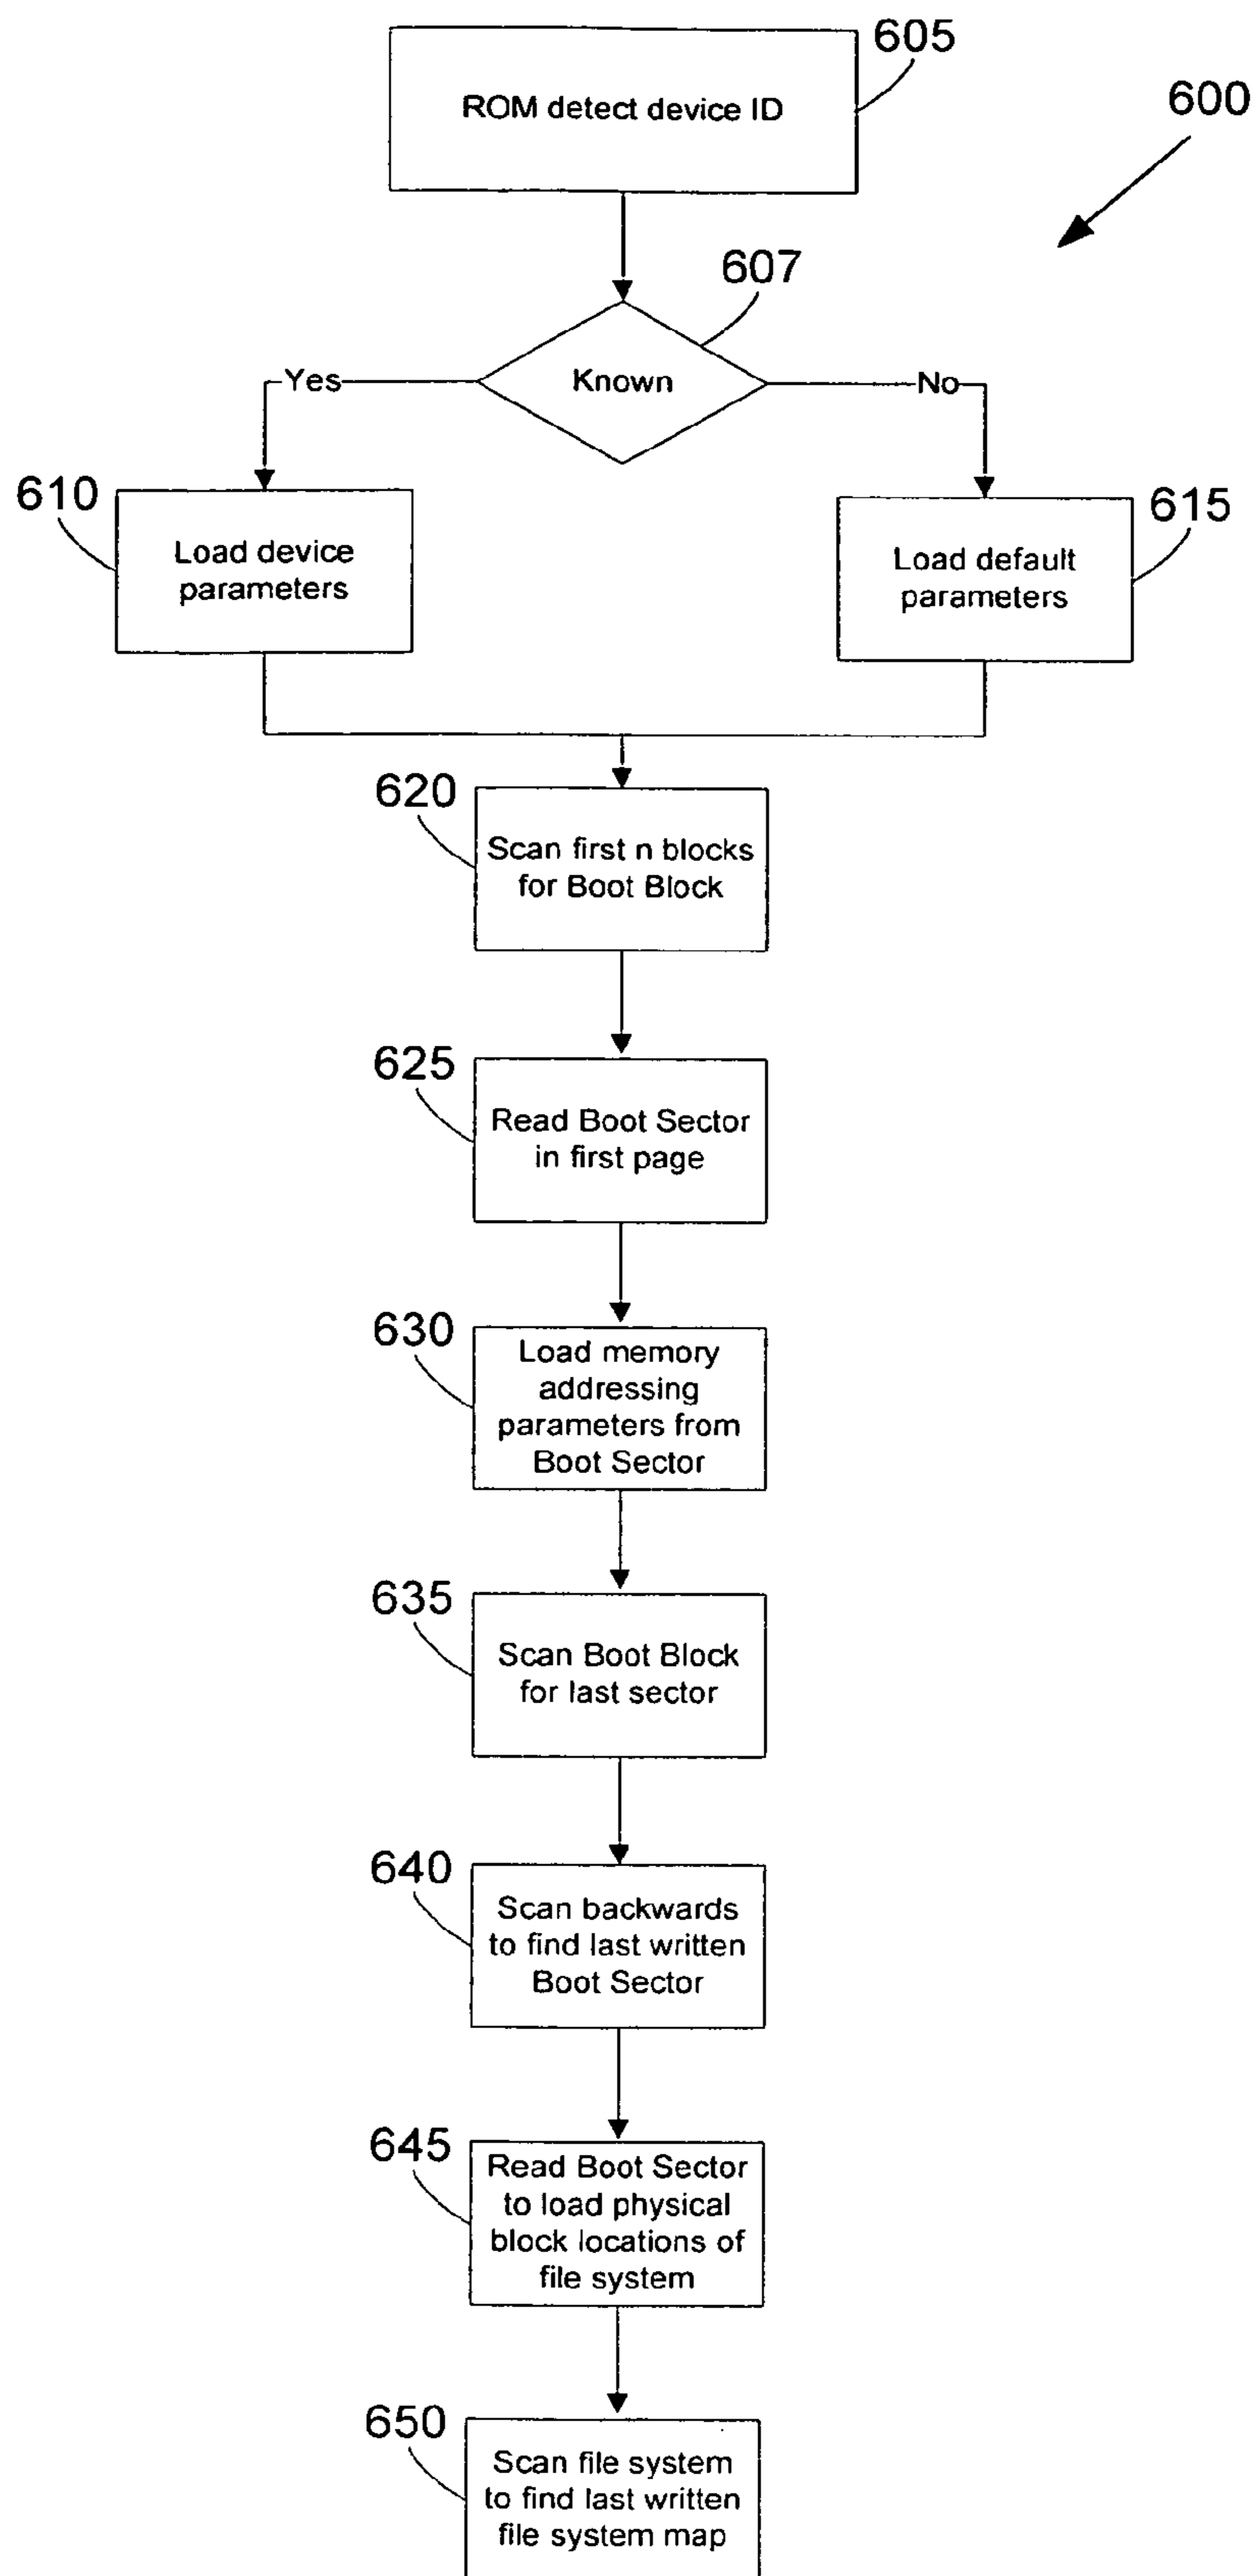 605
ROM detect device ID
600
607
Yes
Known
No
610
Load device
parameters
615
Load default
parameters
620
Scan first n blocks
for Boot Block
625
Read Boot Sector
in first page
630
Load memory
addressing
parameters from
Boot Sector
635
Scan Boot Block
for last sector
640
Scan backwards
to find last written
Boot Sector
645
Read Boot Sector
to load physical
block locations of
file system
650
Scan file system
to find last written
file system map